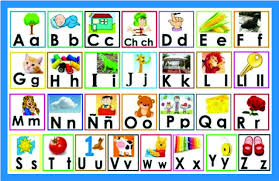 Aa Bb Cc Ch ch Dd Ee Ff
Gg Hh Ii Jj Kk Ll Ll ll
Mm Nn Ññ Oo Pp Qq Rr
Ss Tt Uu Vv Ww Xx Yy Zz